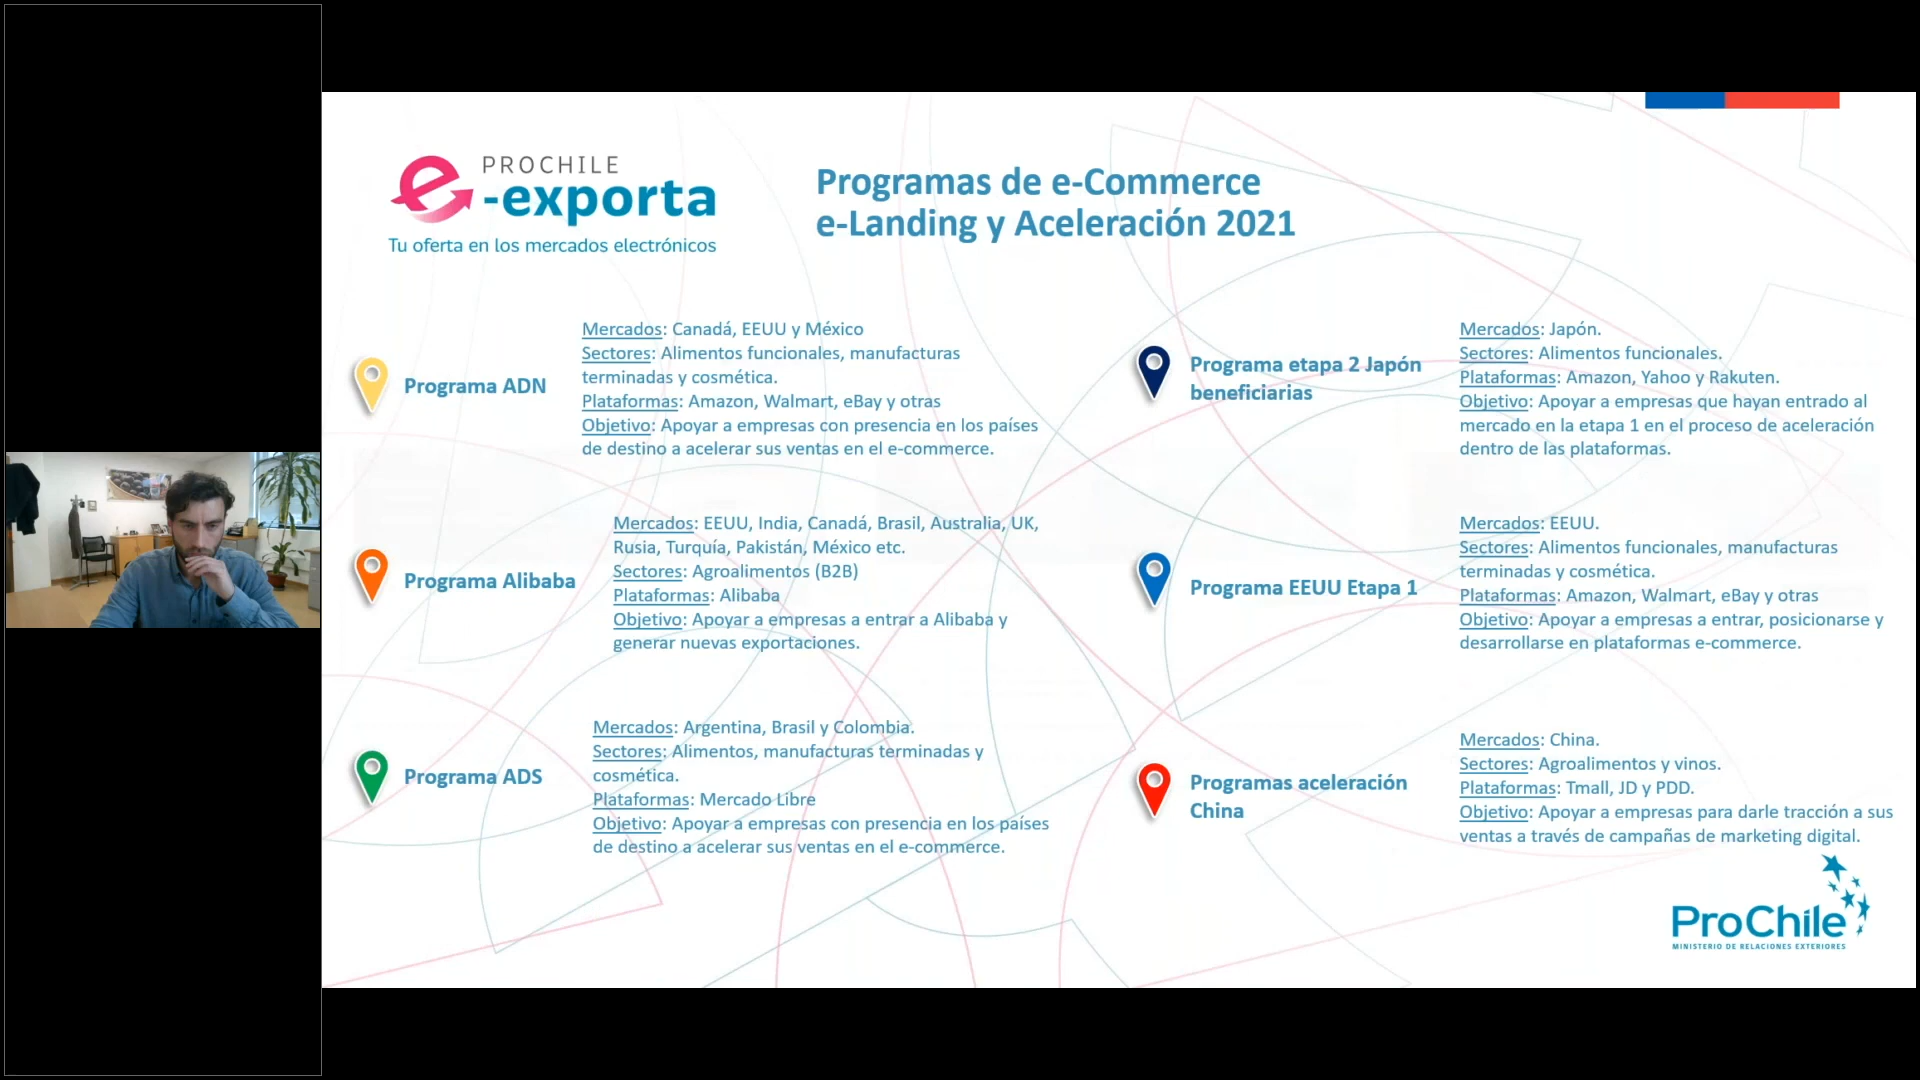 PROCHILE
e-exporta
Tu oferta en los mercados electrónicos
Programas de e-Commerce
e-Landing y Aceleración 2021
Programa ADN
Mercados: Canadá, EEUU y México
Sectores: Alimentos funcionales, manufacturas
terminadas y cosmética.
Plataformas: Amazon, Walmart, eBay y otras
Objetivo: Apoyar a empresas con presencia en los países
de destino a acelerar sus ventas en el e-commerce.
Programa Alibaba
Mercados: EEUU, India, Canadá, Brasil, Australia, UK,
Rusia, Turquía, Pakistán, México etc.
Sectores: Agroalimentos (B2B)
Plataformas: Alibaba
Objetivo: Apoyar a empresas a entrar a Alibaba y
generar nuevas exportaciones.
Programa ADS
Mercados: Argentina, Brasil y Colombia.
Sectores: Alimentos, manufacturas terminadas y
cosmética.
Plataformas: Mercado Libre
Objetivo: Apoyar a empresas con presencia en los países
de destino a acelerar sus ventas en el e-commerce.
Programa etapa 2 Japón
beneficiarias
Mercados: Japón.
Sectores: Alimentos funcionales.
Plataformas: Amazon, Yahoo y Rakuten.
Objetivo: Apoyar a empresas que hayan entrado al
mercado en la etapa 1 en el proceso de aceleración
dentro de las plataformas.
Programa EEUU Etapa 1
Mercados: EEUU.
Sectores: Alimentos funcionales, manufacturas
terminadas y cosmética.
Plataformas: Amazon, Walmart, eBay y otras
Objetivo: Apoyar a empresas a entrar, posicionarse y
desarrollarse en plataformas e-commerce.
Programas aceleración
China
Mercados: China.
Sectores: Agroalimentos y vinos.
Plataformas: Tmall, JD y PDD.
Objetivo: Apoyar a empresas para darle tracción a sus
ventas a través de campañas de marketing digital.
ProChile
MINISTERIO DE RELACIONES EXTERIORES